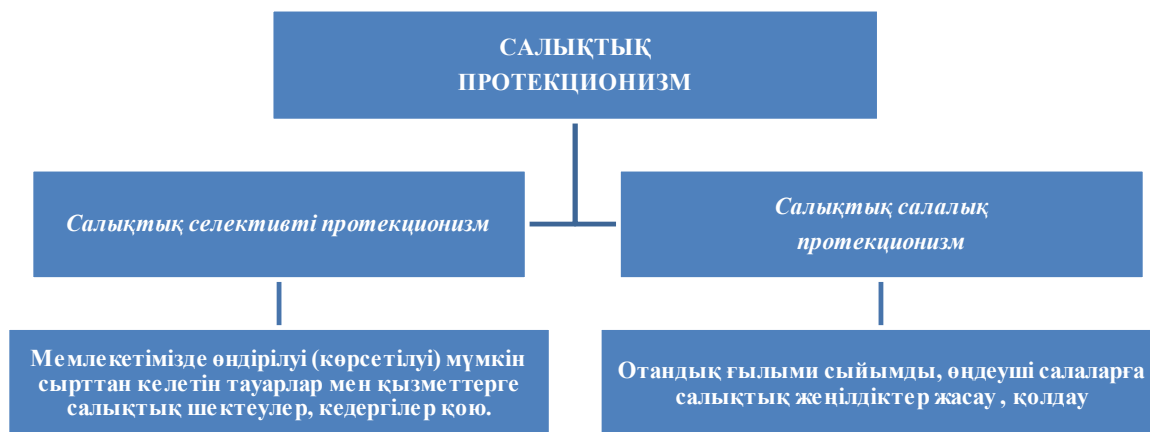 САЛЫҚТЫҚ
ПРОТЕКЦИОНИЗМ
Салықтық селективті протекционизм
Салықтық салалық
протекционизм
Мемлекетімізде өндірілуі (көрсетілуі) мүмкін
сырттан келетін тауарлар мен қызметтерге
салықтық шектеулер, кедергілер қою.
Отандық ғылыми сыйымды, өңдеуші салаларға
салықтық жеңілдіктер жасау , қолдау